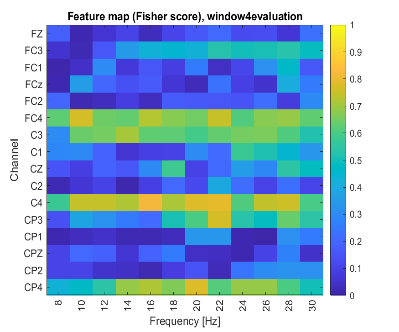 Feature map (Fisher score), window4evaluation
FZ
FC3
FC1
FCz
FC2
FC4
C3
C1
CZ
C2
C4
CP3
CP1
CPZ
CP2
CP4
Channel
8 10 12 14 16 18 20 22 24 26 28 30
Frequency [Hz]
1
0.9
0.8
0.7
0.6
0.5
0.4
0.3
0.2
0.1
0